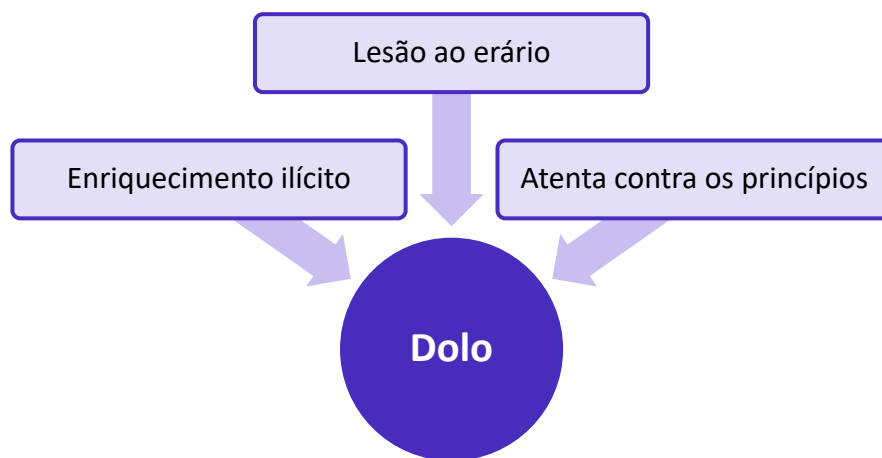 Lesão ao erário
Enriquecimento ilícito
Atenta contra os princípios
Dolo